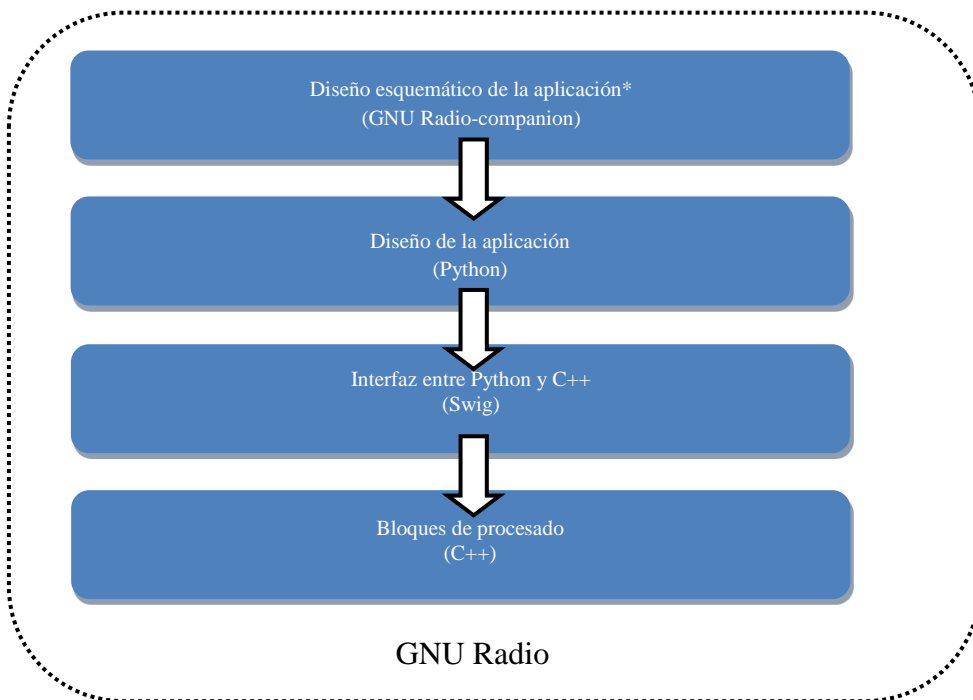 Diseño esquemático de la aplicación*
(GNU Radio-companion)
Diseño de la aplicación
(Python)
Interfaz entre Python y C++
(Swig)
Bloques de procesado
(C++)
GNU Radio